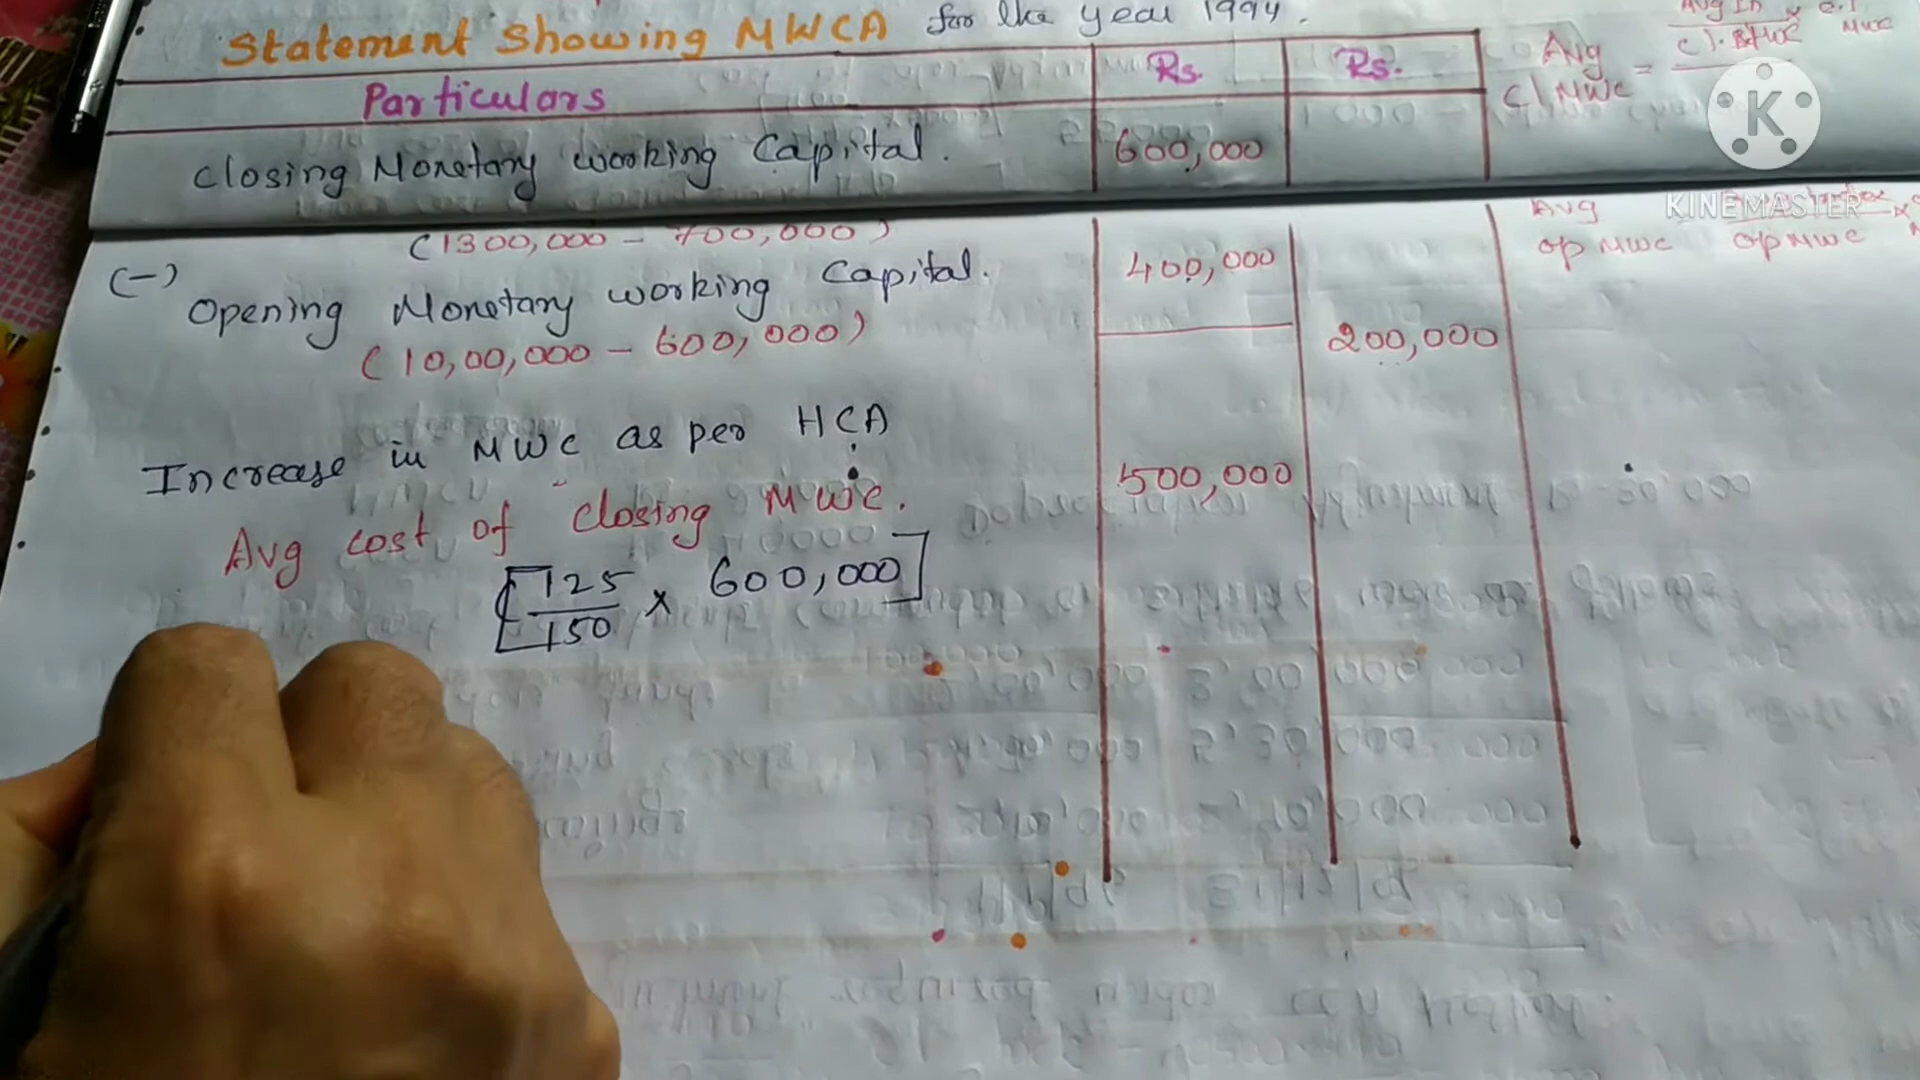 Statement Showing MWCA for the year 1994.
Particulars Rs. Rs.
Closing Monetary working Capital. 600,000
(1300,000 - 700,000)
(-) Opening Monetary working Capital. 400,000
(10,00,000 - 600,000) 200,000
Increase in MWC as per HCA
Avg cost of closing MWC. 500,000
[125/150 x 600,000]
Avg Cl MWC =
Avg op MWC
op MWC
K
KINEMASTER